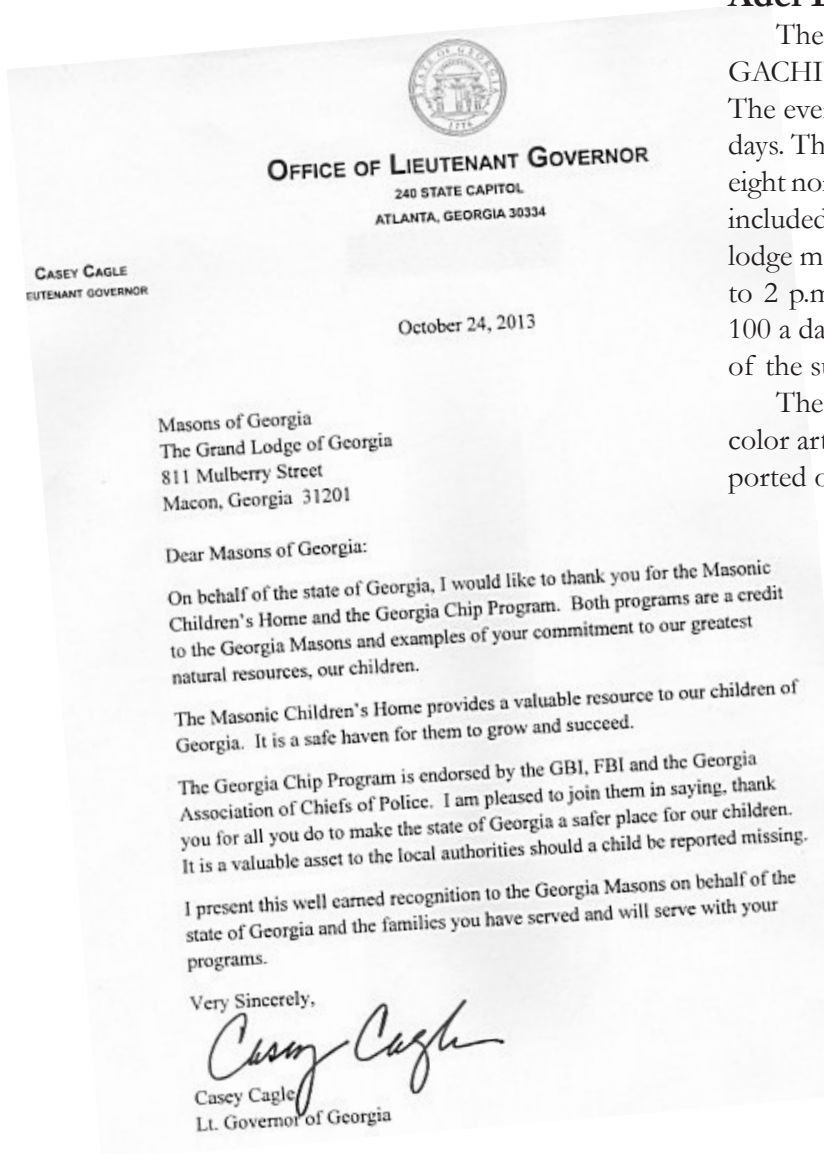 STATE OF GEORGIA
1776
OFFICE OF LIEUTENANT GOVERNOR
240 STATE CAPITOL
ATLANTA, GEORGIA 30334
CASEY CAGLE
EUTENANT GOVERNOR
October 24, 2013
Masons of Georgia
The Grand Lodge of Georgia
811 Mulberry Street
Macon, Georgia 31201
Dear Masons of Georgia:
On behalf of the state of Georgia, I would like to thank you for the Masonic
Children's Home and the Georgia Chip Program. Both programs are a credit
to the Georgia Masons and examples of your commitment to our greatest
natural resources, our children.
The Masonic Children's Home provides a valuable resource to our children of
Georgia. It is a safe haven for them to grow and succeed.
The Georgia Chip Program is endorsed by the GBI, FBI and the Georgia
Association of Chiefs of Police. I am pleased to join them in saying, thank
you for all you do to make the state of Georgia a safer place for our children.
It is a valuable asset to the local authorities should a child be reported missing.
I present this well earned recognition to the Georgia Masons on behalf of the
state of Georgia and the families you have served and will serve with your
programs.
Very Sincerely,
Casey Cagle
Casey Cagle
Lt. Governor of Georgia
The
GACHI
The eve
days. Th
eight no
included
lodge m
to 2 p.m
100 a da
of the s
The
color art
ported o